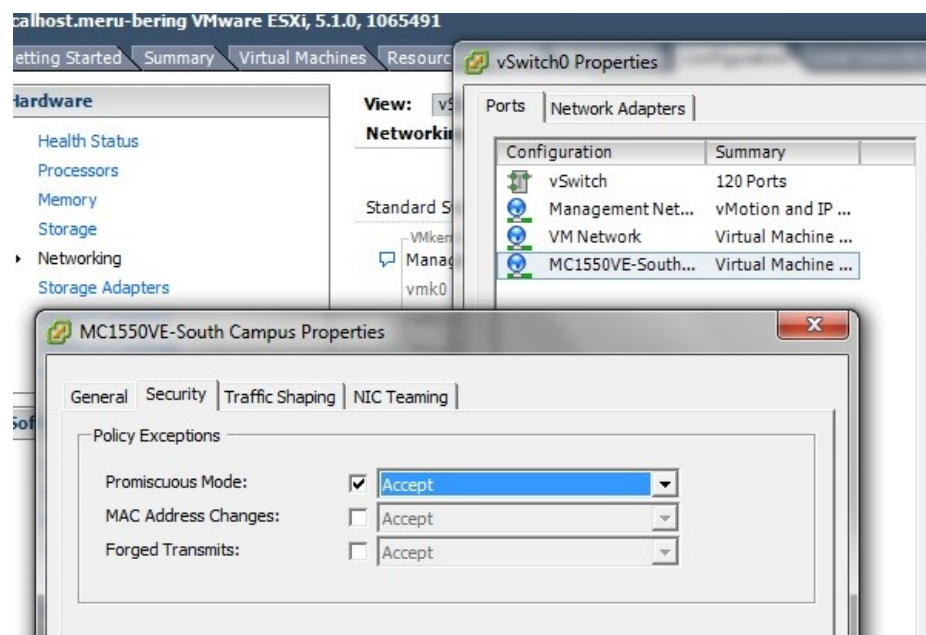 calhost.meru-bering VMware ESXi, 5.1.0, 1065491
etting Started Summary Virtual Machines Resourc
vSwitch0 Properties
Hardware
Health Status
Processors
Memory
Storage
Networking
Storage Adapters
View: vS
Networkin
Standard S
VMkern
Manag
vmk0
Ports Network Adapters
Configuration Summary
vSwitch 120 Ports
Management Net... vMotion and IP ...
VM Network Virtual Machine ...
MC1550VE-South... Virtual Machine ...
Sof
MC1550VE-South Campus Properties
General Security Traffic Shaping NIC Teaming
Policy Exceptions
Promiscuous Mode: Accept
MAC Address Changes: Accept
Forged Transmits: Accept